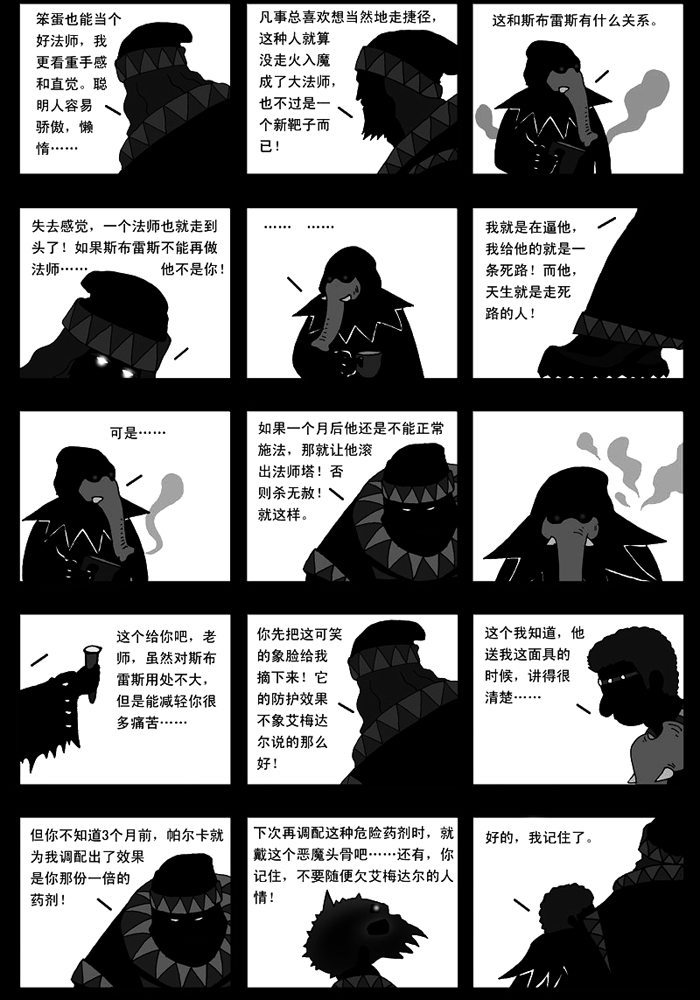 笨蛋也能当个
好法师，我
更看重手感
和直觉。聪
明人容易
骄傲，懒
惰……
凡事总喜欢想当然地走捷径，
这种人就算
没走火入魔
成了大法师，
也不过是一
个新靶子而
已！
这和斯布雷斯有什么关系。
失去感觉，一个法师也就走到
头了！如果斯布雷斯不能再做
法师…… 他不是你！
…… ……
我就是在逼他，
我给他的就是一
条死路！而他，
天生就是走死
路的人！
可是……
如果一个月后他还是不能正常
施法，那就让他滚
出法师塔！否
则杀无赦！
就这样。
这个给你吧，老
师，虽然对斯布
雷斯用处不大，
但是能减轻你很
多痛苦……
你先把这可笑
的象脸给我
摘下来！它
的防护效果
不象艾梅达
尔说的那么
好！
这个我知道，他
送我这面具的
时候，讲得很
清楚……
但你不知道3个月前，帕尔卡就
为我调配出了效果
是你那份一倍的
药剂！
下次再调配这种危险药剂时，就
戴这个恶魔头骨吧……还有，你
记住，不要随便欠艾梅达尔的人
情！
好的，我记住了。